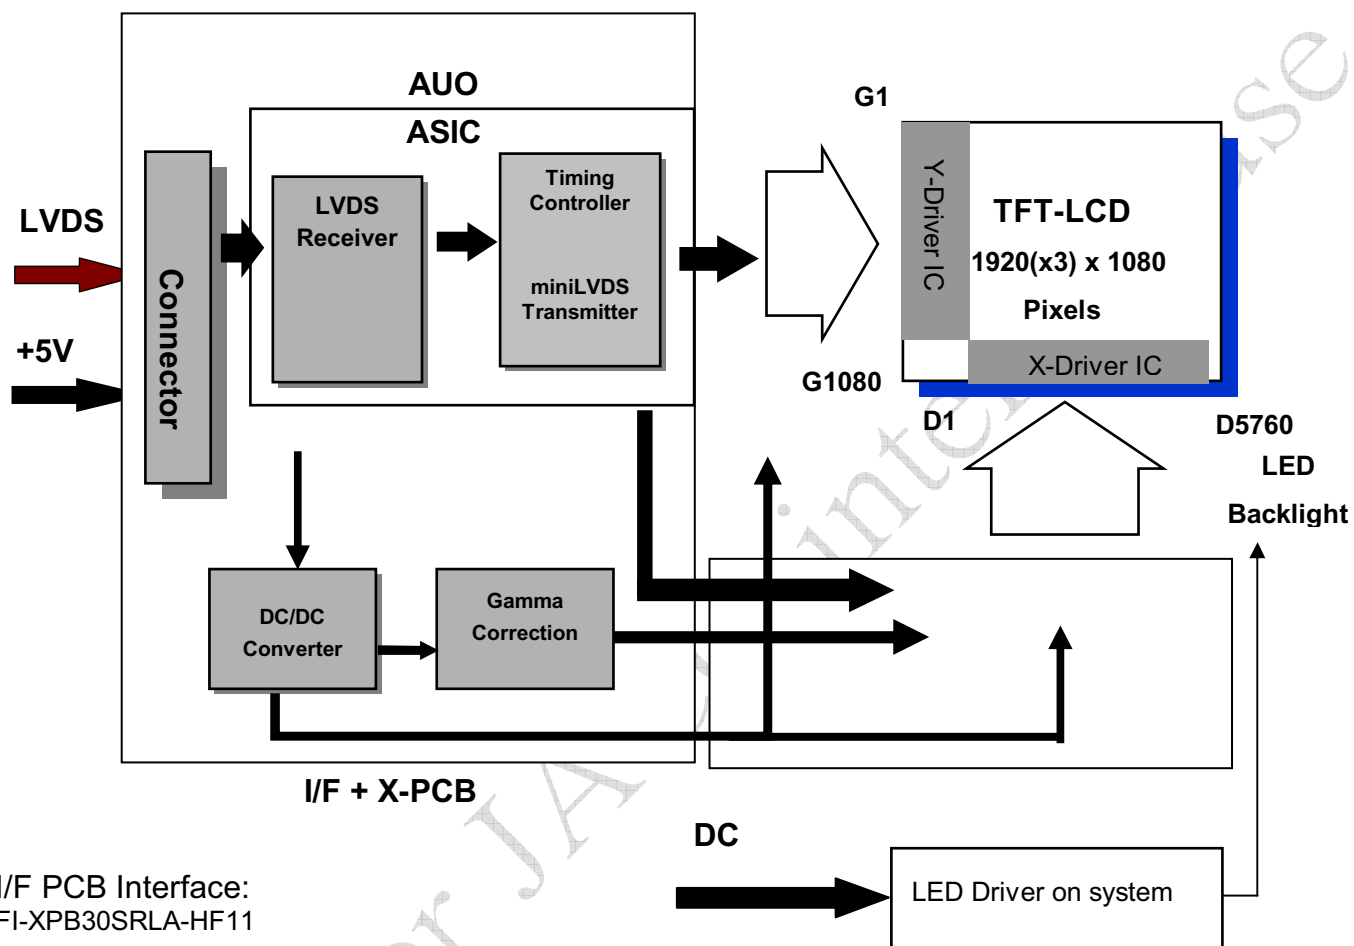 AUO
ASIC
G1
LVDS
+5V
Connector
LVDS
Receiver
Timing
Controller
miniLVDS
Transmitter
Y-Driver IC
TFT-LCD
1920(x3) x 1080
Pixels
X-Driver IC
G1080
D1
D5760
LED
Backlight
DC/DC
Converter
Gamma
Correction
I/F + X-PCB
DC
LED Driver on system
I/F PCB Interface:
FI-XPB30SRLA-HF11